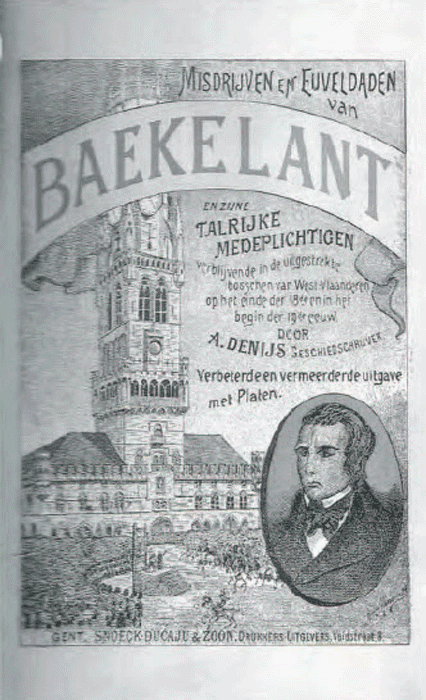 MISDRIJVEN EN EUVELDADEN
van
BAEKELANT
EN ZIJNE
TALRIJKE
MEDEPLICHTIGEN
verblijvende in de uitgestrekte
bosschen van West-Vlaanderen
op het einde der 18e en in het
begin der 19e eeuw
DOOR
A. DENIJS GESCHIEDSCHRIJVER
Verbeterde en vermeerderde uitgave
met Platen.
GENT, SNOECK-DUCAJU & ZOON, DRUKKERS-UITGEVERS, Veldstraat